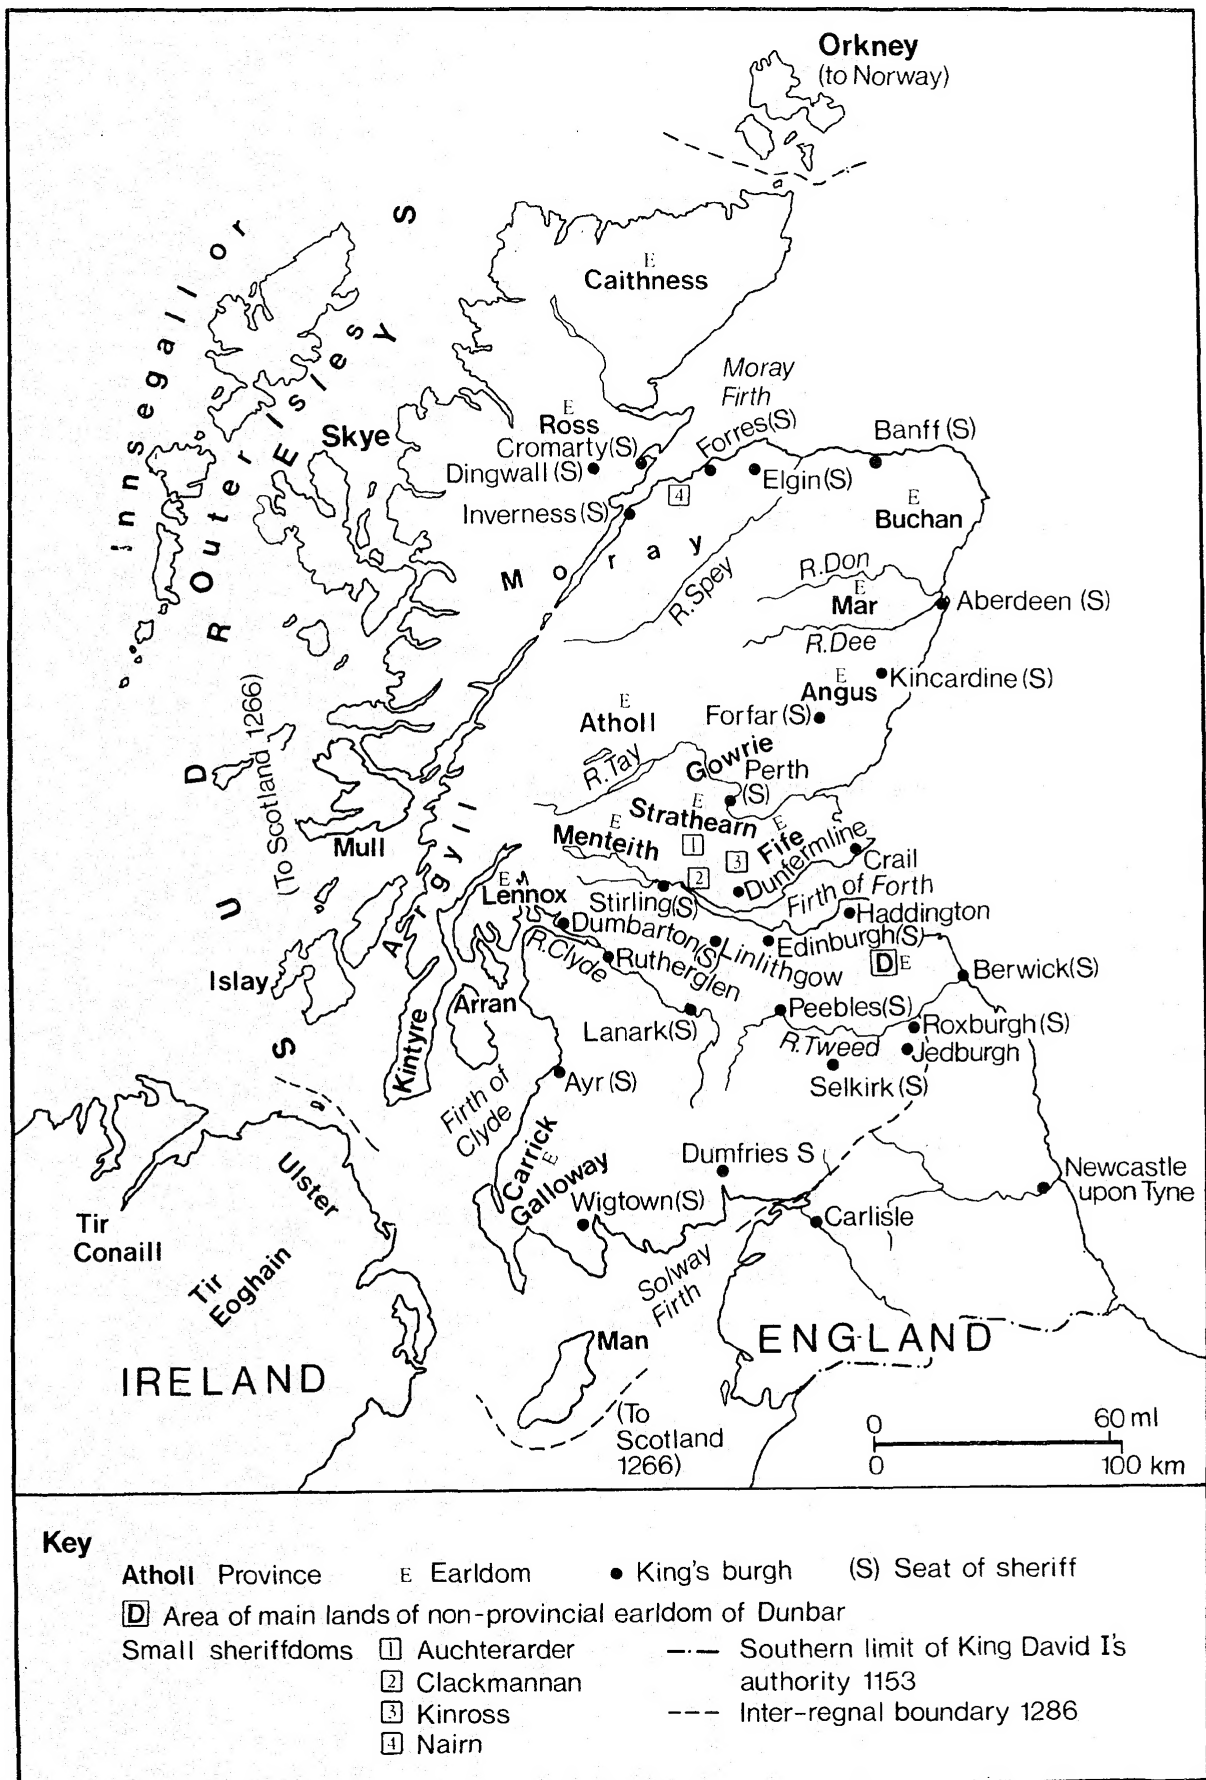 Orkney
(to Norway)
Innsegall or
Outer Isles
SUDREYS
E
Caithness
Skye
Moray
Firth
E
Ross
Cromarty(S)
Dingwall (S)
Forres(S)
Banff (S)
Elgin(S)
4
Inverness(S)
E
Buchan
Moray
R.Spey
R.Don
E
Mar
Aberdeen (S)
R.Dee
E
Angus
Kincardine (S)
Forfar(S)
E
Atholl
R.Tay
Gowrie
Perth
(S)
(To Scotland 1266)
E
Strathearn
E
Menteith
E
Fife
1
2
3
Dunfermline
Crail
Mull
Argyll
E
Lennox
Stirling(S)
Firth of Forth
Haddington
Dumbarton(S)
Linlithgow
Edinburgh(S)
D E
Berwick(S)
R.Clyde
Rutherglen
Islay
Arran
Kintyre
Lanark(S)
Peebles(S)
R.Tweed
Roxburgh(S)
Jedburgh
Selkirk (S)
Firth of
Clyde
Ayr (S)
Carrick
E
Galloway
Wigtown(S)
Dumfries S
Newcastle
upon Tyne
Carlisle
Solway
Firth
Ulster
Tir
Conaill
Tir
Eoghain
IRELAND
Man
(To
Scotland
1266)
ENGLAND
0 60 ml
0 100 km
Key
Atholl Province E Earldom King's burgh (S) Seat of sheriff
D Area of main lands of non-provincial earldom of Dunbar
Small sheriffdoms 1 Auchterarder Southern limit of King David I's
2 Clackmannan authority 1153
3 Kinross Inter-regnal boundary 1286
4 Nairn